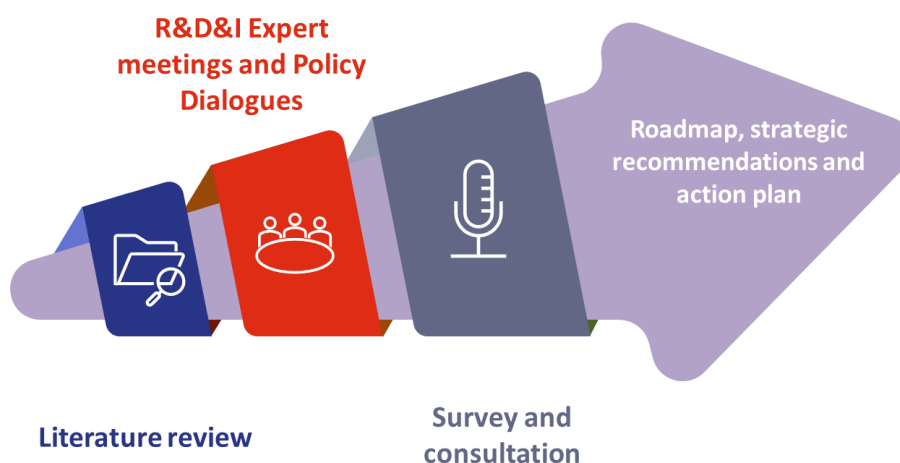 R&D&I Expert
meetings and Policy
Dialogues
Roadmap, strategic
recommendations and
action plan
Literature review
Survey and
consultation